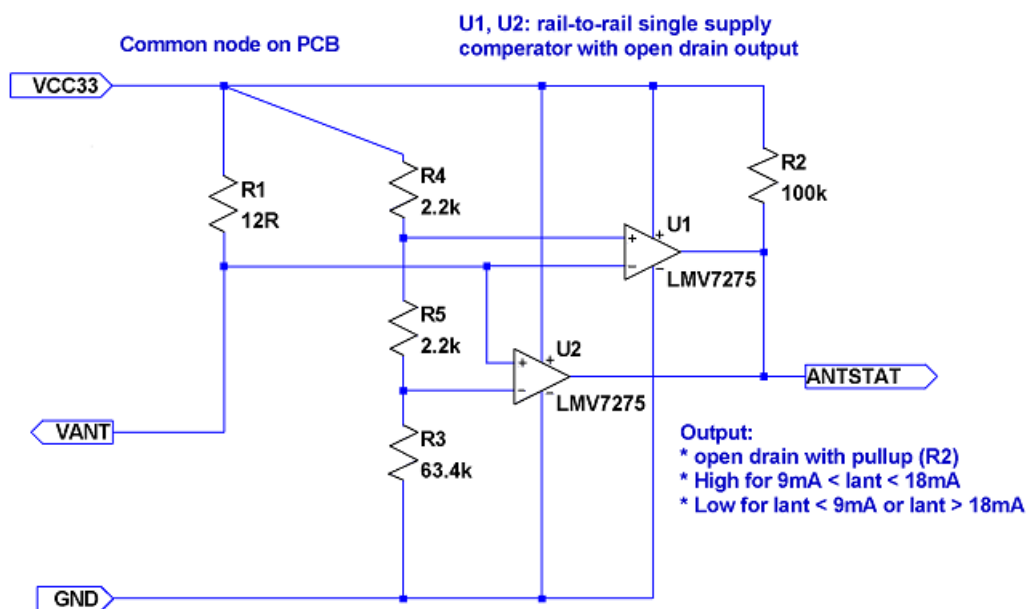 Common node on PCB
U1, U2: rail-to-rail single supply
comperator with open drain output
VCC33
R1
12R
R4
2.2k
R2
100k
+
-
+
-
U1
LMV7275
R5
2.2k
+
-
+
-
U2
LMV7275
ANTSTAT
VANT
R3
63.4k
Output:
* open drain with pullup (R2)
* High for 9mA < Iant < 18mA
* Low for Iant < 9mA or Iant > 18mA
GND